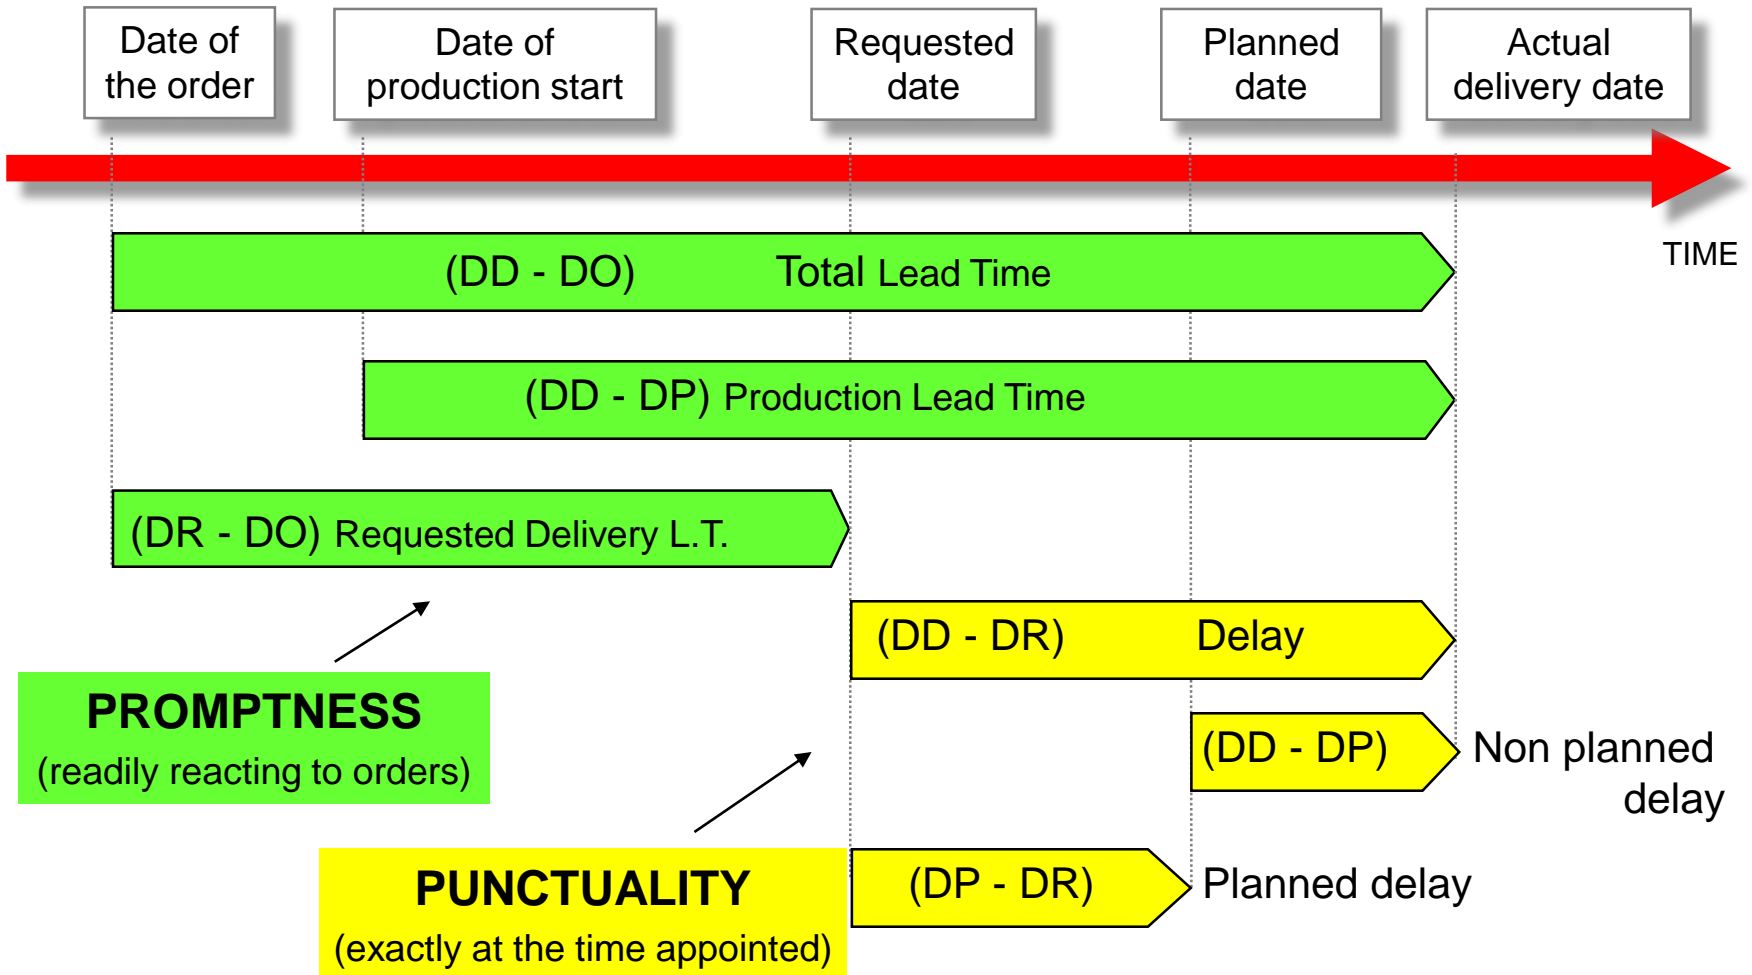 Date of
the order
Date of
production start
Requested
date
Planned
date
Actual
delivery date
TIME
(DD - DO) Total Lead Time
(DD - DP) Production Lead Time
(DR - DO) Requested Delivery L.T.
(DD - DR) Delay
PROMPTNESS
(readily reacting to orders)
(DD - DP) Non planned
delay
PUNCTUALITY
(exactly at the time appointed)
(DP - DR) Planned delay